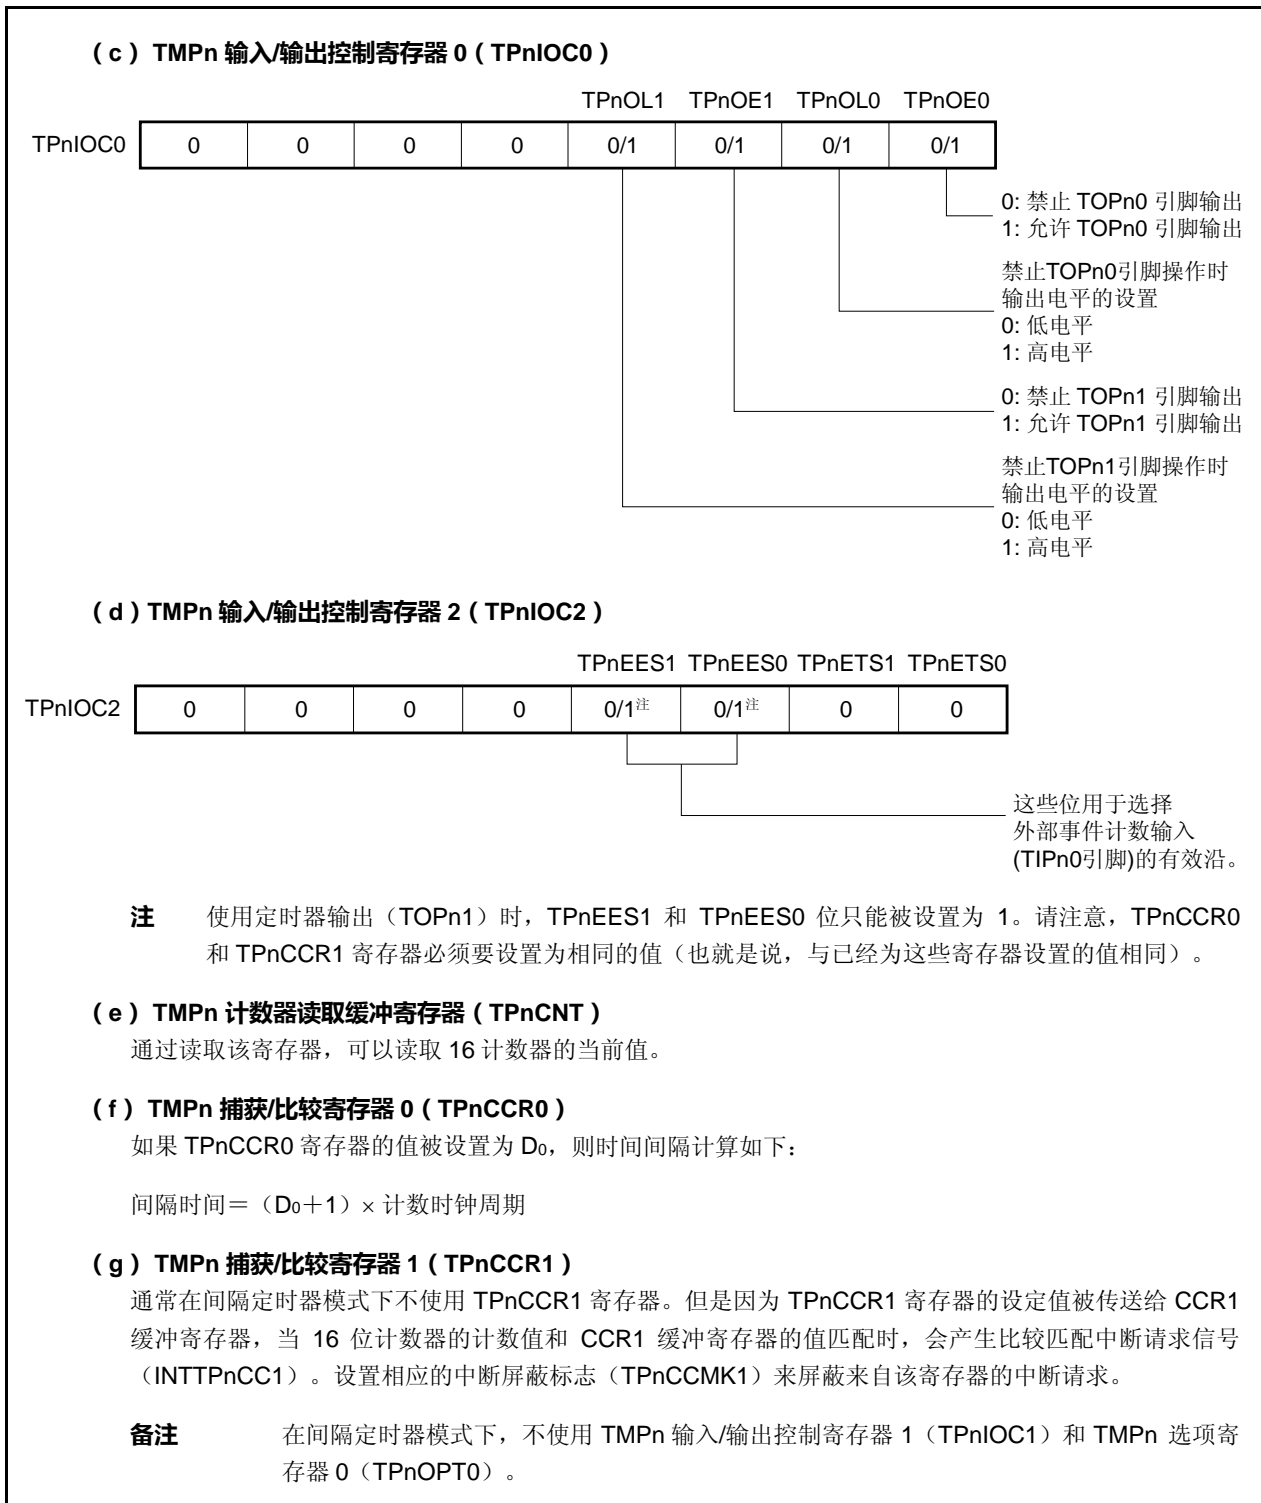 （c） TMPn 输入/输出控制寄存器 0（TPnIOC0）
TPnOL1 TPnOE1 TPnOL0 TPnOE0
TPnIOC0 0 0 0 0 0/1 0/1 0/1 0/1
0: 禁止 TOPn0 引脚输出
1: 允许 TOPn0 引脚输出
禁止TOPn0引脚操作时
输出电平的设置
0: 低电平
1: 高电平
0: 禁止 TOPn1 引脚输出
1: 允许 TOPn1 引脚输出
禁止TOPn1引脚操作时
输出电平的设置
0: 低电平
1: 高电平
（d）TMPn 输入/输出控制寄存器 2（TPnIOC2）
TPnEES1 TPnEES0 TPnETS1 TPnETS0
TPnIOC2 0 0 0 0 0/1注 0/1注 0 0
这些位用于选择
外部事件计数输入
(TIPn0引脚)的有效沿。
注 使用定时器输出（TOPn1）时，TPnEES1 和 TPnEES0 位只能被设置为 1。请注意，TPnCCR0
和 TPnCCR1 寄存器必须要设置为相同的值（也就是说，与已经为这些寄存器设置的值相同）。
（e） TMPn 计数器读取缓冲寄存器（TPnCNT）
通过读取该寄存器，可以读取 16 计数器的当前值。
（f） TMPn 捕获/比较寄存器 0（TPnCCR0）
如果 TPnCCR0 寄存器的值被设置为 D0，则时间间隔计算如下：
间隔时间＝（D0＋1）× 计数时钟周期
（g） TMPn 捕获/比较寄存器 1（TPnCCR1）
通常在间隔定时器模式下不使用 TPnCCR1 寄存器。但是因为 TPnCCR1 寄存器的设定值被传送给 CCR1
缓冲寄存器，当 16 位计数器的计数值和 CCR1 缓冲寄存器的值匹配时，会产生比较匹配中断请求信号
（INTTPnCC1）。设置相应的中断屏蔽标志（TPnCCMK1）来屏蔽来自该寄存器的中断请求。
备注 在间隔定时器模式下，不使用 TMPn 输入/输出控制寄存器 1（TPnIOC1）和 TMPn 选项寄
存器 0（TPnOPT0）。